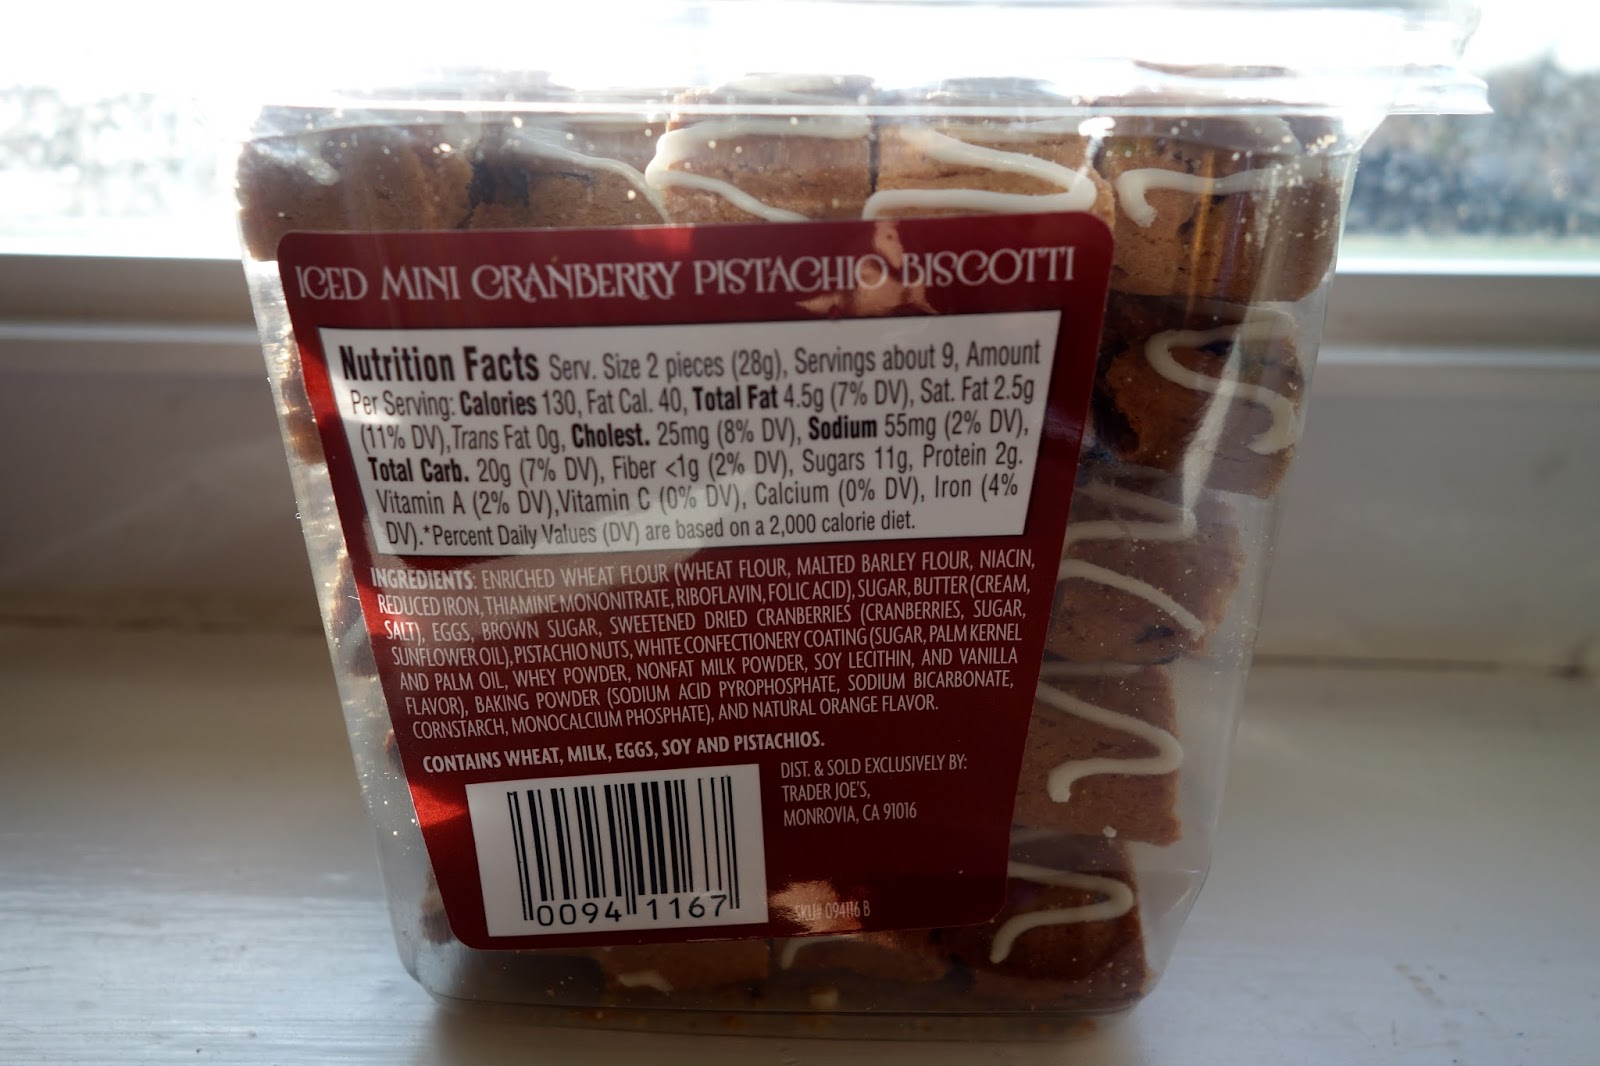 ICED MINI CRANBERRY PISTACHIO BISCOTTI
Nutrition Facts Serv. Size 2 pieces (28g), Servings about 9, Amount
Per Serving: Calories 130, Fat Cal. 40, Total Fat 4.5g (7% DV), Sat. Fat 2.5g
(11% DV), Trans Fat 0g, Cholest. 25mg (8% DV), Sodium 55mg (2% DV),
Total Carb. 20g (7% DV), Fiber <1g (2% DV), Sugars 11g, Protein 2g.
Vitamin A (2% DV), Vitamin C (0% DV), Calcium (0% DV), Iron (4%
DV).*Percent Daily Values (DV) are based on a 2,000 calorie diet.
INGREDIENTS: ENRICHED WHEAT FLOUR (WHEAT FLOUR, MALTED BARLEY FLOUR, NIACIN,
REDUCED IRON, THIAMINE MONONITRATE, RIBOFLAVIN, FOLIC ACID), SUGAR, BUTTER (CREAM,
SALT), EGGS, BROWN SUGAR, SWEETENED DRIED CRANBERRIES (CRANBERRIES, SUGAR,
SUNFLOWER OIL), PISTACHIO NUTS, WHITE CONFECTIONERY COATING (SUGAR, PALM KERNEL
AND PALM OIL, WHEY POWDER, NONFAT MILK POWDER, SOY LECITHIN, AND VANILLA
FLAVOR), BAKING POWDER (SODIUM ACID PYROPHOSPHATE, SODIUM BICARBONATE,
CORNSTARCH, MONOCALCIUM PHOSPHATE), AND NATURAL ORANGE FLAVOR.
CONTAINS WHEAT, MILK, EGGS, SOY AND PISTACHIOS.
DIST. & SOLD EXCLUSIVELY BY:
TRADER JOE'S,
MONROVIA, CA 91016
0094 1167
SKU# 094116 B